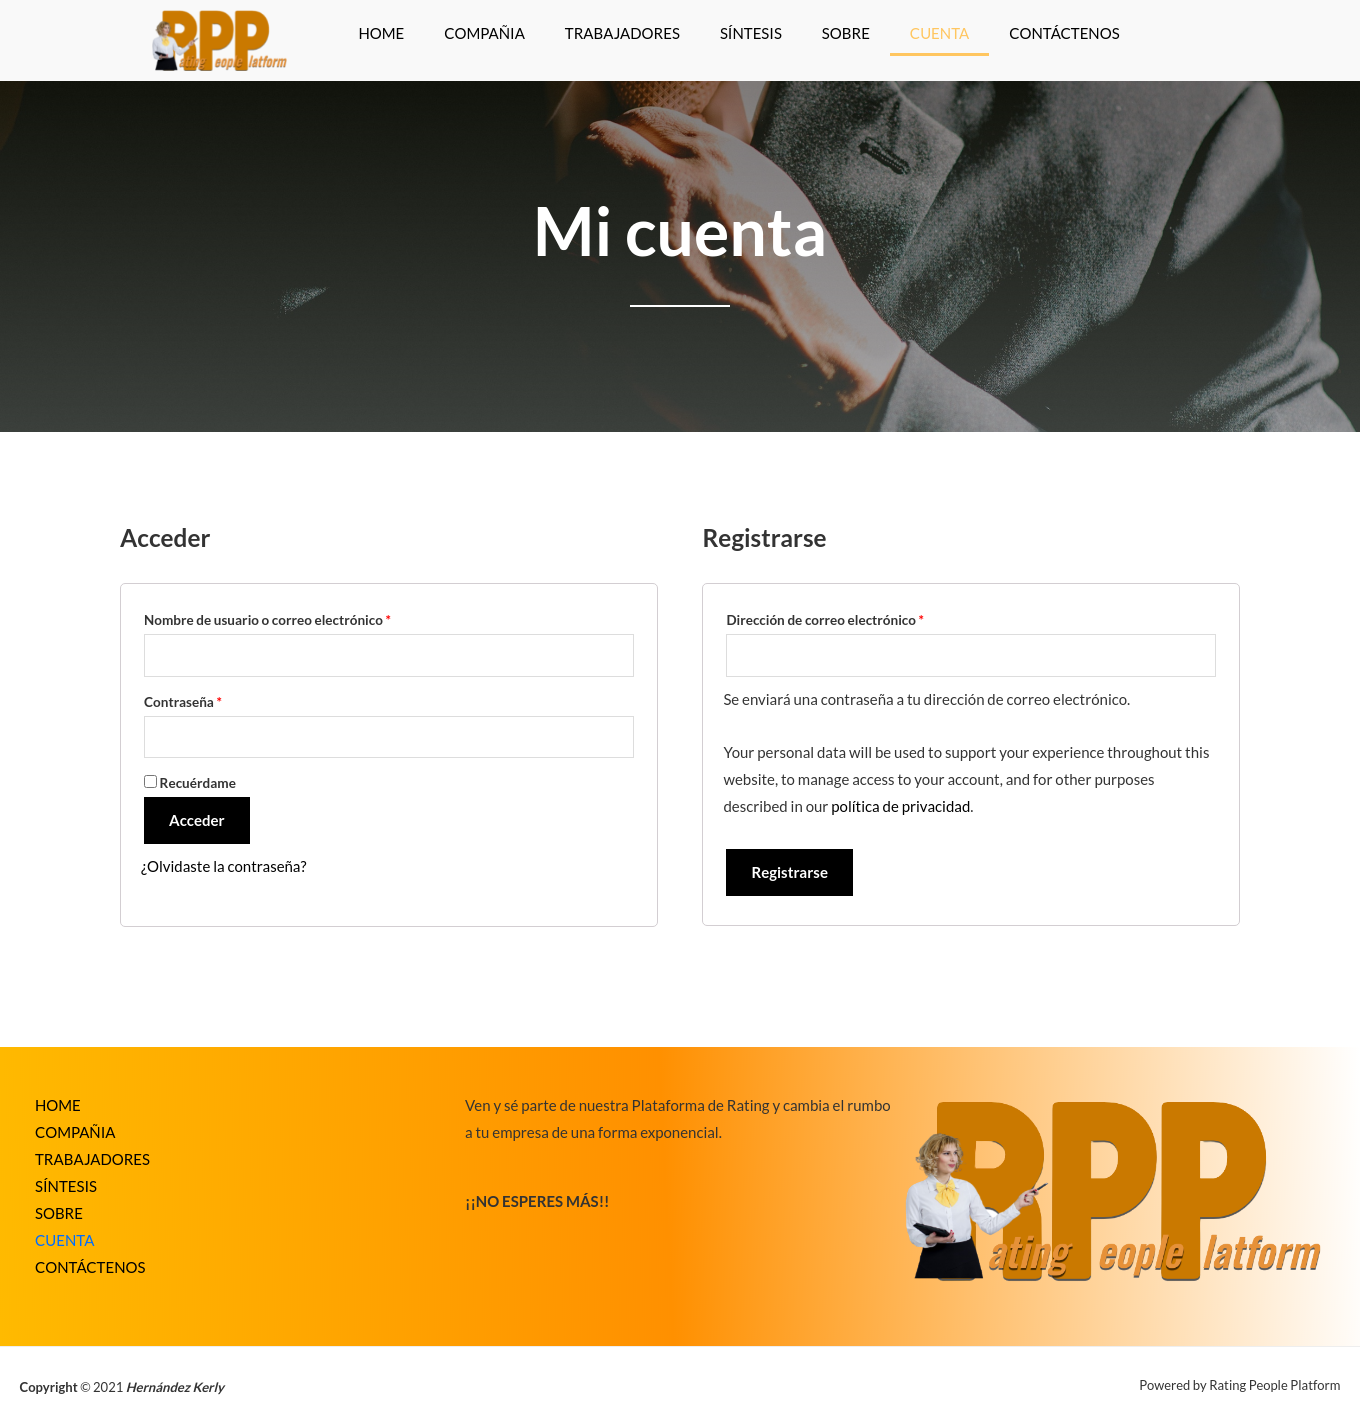 RPP
ating eople latform
HOME
COMPAÑIA
TRABAJADORES
SÍNTESIS
SOBRE
CUENTA
CONTÁCTENOS
Mi cuenta
Acceder
Nombre de usuario o correo electrónico *
Contraseña *
Recuérdame
Acceder
¿Olvidaste la contraseña?
Registrarse
Dirección de correo electrónico *
Se enviará una contraseña a tu dirección de correo electrónico.
Your personal data will be used to support your experience throughout this
website, to manage access to your account, and for other purposes
described in our política de privacidad.
Registrarse
HOME
COMPAÑIA
TRABAJADORES
SÍNTESIS
SOBRE
CUENTA
CONTÁCTENOS
Ven y sé parte de nuestra Plataforma de Rating y cambia el rumbo
a tu empresa de una forma exponencial.
¡¡NO ESPERES MÁS!!
RPP
ating eople latform
Copyright © 2021 Hernández Kerly
Powered by Rating People Platform